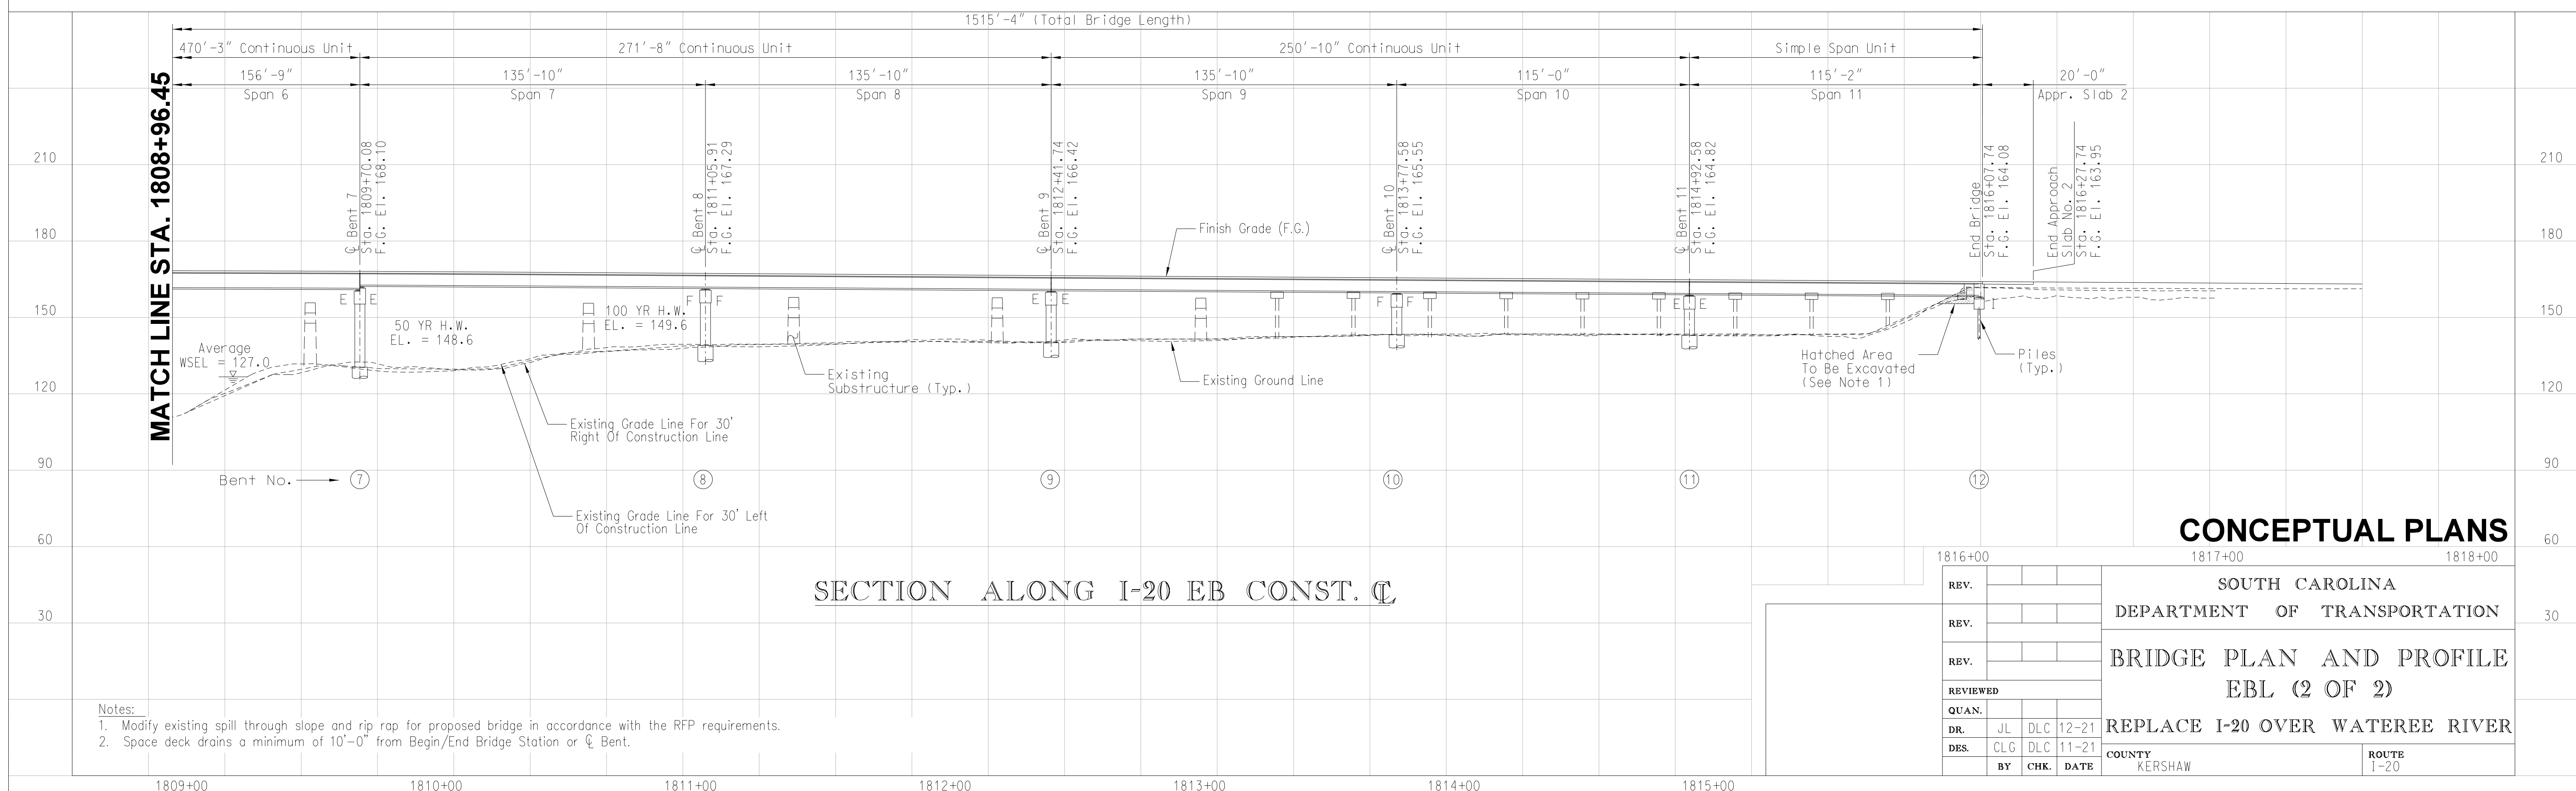 1515'-4" (Total Bridge Length)
470'-3" Continuous Unit
271'-8" Continuous Unit
250'-10" Continuous Unit
Simple Span Unit
156'-9"
135'-10"
135'-10"
135'-10"
115'-0"
115'-2"
20'-0"
Span 6
Span 7
Span 8
Span 9
Span 10
Span 11
Appr. Slab 2
MATCH LINE STA. 1808+96.45
℄ Bent 7
Sta. 1809+70.08
F.G. El. 168.10
℄ Bent 8
Sta. 1811+05.91
F.G. El. 167.29
℄ Bent 9
Sta. 1812+41.74
F.G. El. 166.42
℄ Bent 10
Sta. 1813+77.58
F.G. El. 165.55
℄ Bent 11
Sta. 1814+92.58
F.G. El. 164.82
End Bridge
Sta. 1816+07.74
F.G. El. 164.08
End Approach
Slab No. 2
Sta. 1816+27.74
F.G. El. 163.95
210
210
180
180
150
150
120
120
90
90
60
60
30
30
Finish Grade (F.G.)
E E
F F
E E
F F
E E
I
50 YR H.W.
EL. = 148.6
100 YR H.W.
EL. = 149.6
Average
WSEL = 127.0
Existing
Substructure (Typ.)
Existing Ground Line
Hatched Area
To Be Excavated
(See Note 1)
Piles
(Typ.)
Existing Grade Line For 30'
Right Of Construction Line
Existing Grade Line For 30' Left
Of Construction Line
Bent No.
7
8
9
10
11
12
CONCEPTUAL PLANS
1816+00
1817+00
1818+00
SECTION ALONG I-20 EB CONST. ℄
Notes:
1. Modify existing spill through slope and rip rap for proposed bridge in accordance with the RFP requirements.
2. Space deck drains a minimum of 10'-0" from Begin/End Bridge Station or ℄ Bent.
1809+00
1810+00
1811+00
1812+00
1813+00
1814+00
1815+00
REV.
REV.
REV.
REVIEWED
QUAN.
DR. JL DLC 12-21
DES. CLG DLC 11-21
BY CHK. DATE
SOUTH CAROLINA
DEPARTMENT OF TRANSPORTATION
BRIDGE PLAN AND PROFILE
EBL (2 OF 2)
REPLACE I-20 OVER WATEREE RIVER
COUNTY
KERSHAW
ROUTE
I-20